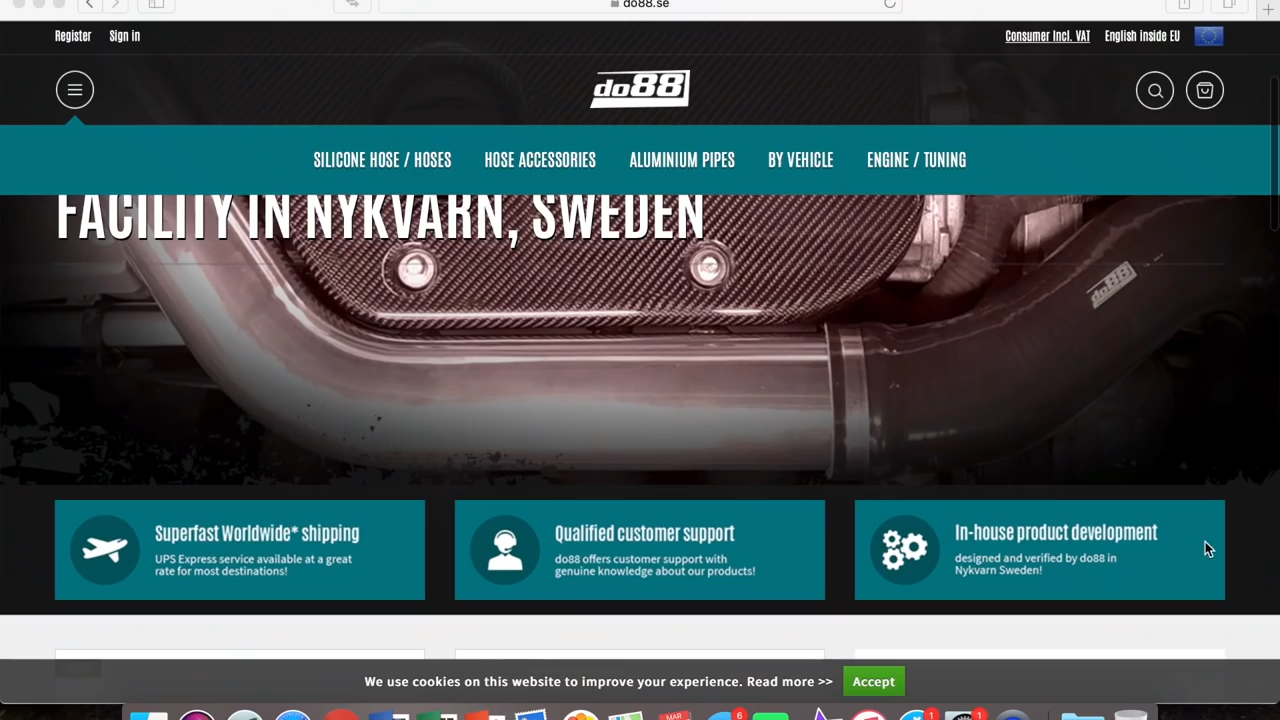 do88.se
Register Sign in Consumer Incl. VAT English inside EU
do88
SILICONE HOSE / HOSES HOSE ACCESSORIES ALUMINIUM PIPES BY VEHICLE ENGINE / TUNING
FACILITY IN NYKVARN, SWEDEN
do88
Superfast Worldwide* shipping
UPS Express service available at a great
rate for most destinations!
Qualified customer support
do88 offers customer support with
genuine knowledge about our products!
In-house product development
designed and verified by do88 in
Nykvarn Sweden!
We use cookies on this website to improve your experience. Read more >> Accept
MAR 6 1 1